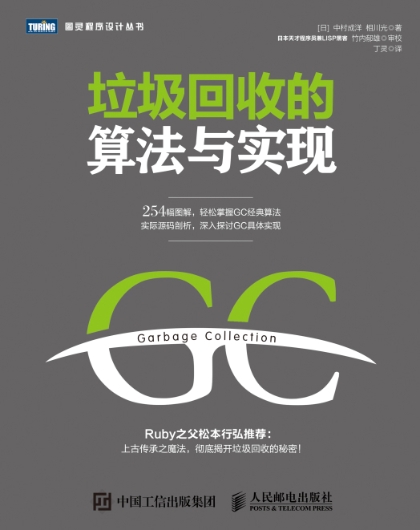 TURING 图灵程序设计丛书
[日] 中村成洋 相川光◎著
日本天才程序员兼LISP黑客 竹内郁雄◎审校
丁灵◎译
垃圾回收的
算法与实现
254幅图解，轻松掌握GC经典算法
实际源码剖析，深入探讨GC具体实现
GC
Garbage Collection
Ruby之父松本行弘推荐：
上古传承之魔法，彻底揭开垃圾回收的秘密！
中国工信出版集团 人民邮电出版社
POSTS & TELECOM PRESS